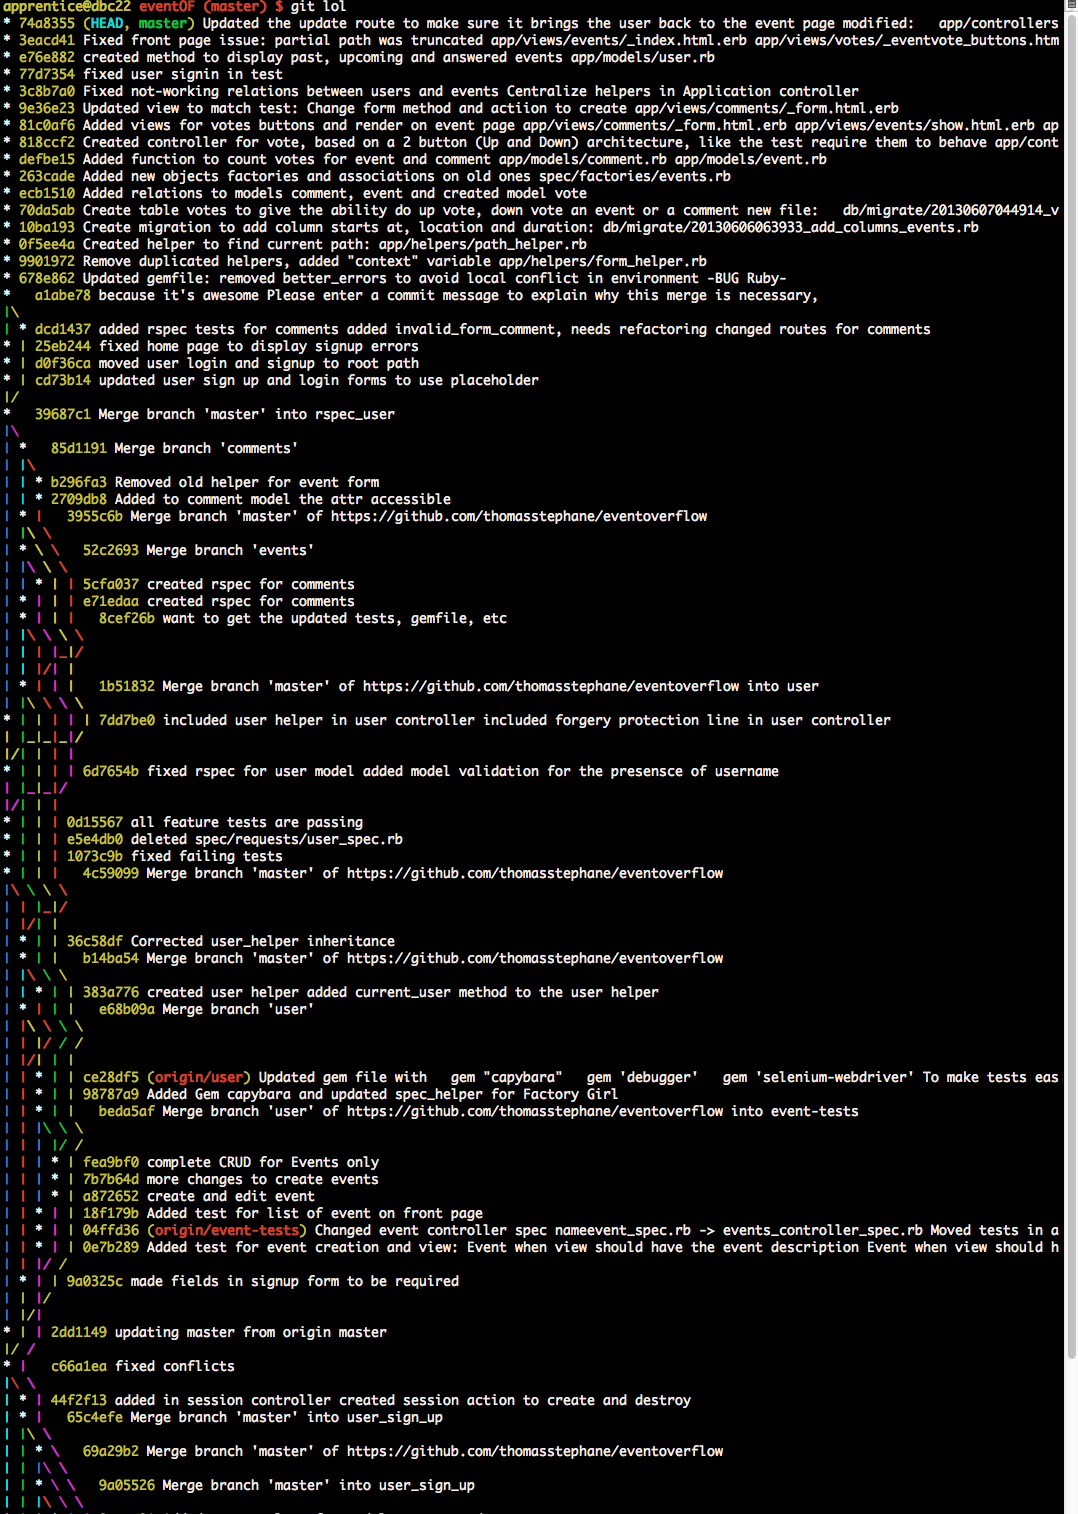 apprentice@dbc22 eventOF (master) $ git lol
* 74a8355 (HEAD, master) Updated the update route to make sure it brings the user back to the event page modified:   app/controllers
* 3eacd41 Fixed front page issue: partial path was truncated app/views/events/_index.html.erb app/views/votes/_eventvote_buttons.htm
* e76e882 created method to display past, upcoming and answered events app/models/user.rb
* 77d7354 fixed user signin in test
* 3c8b7a0 Fixed not-working relations between users and events Centralize helpers in Application controller
* 9e36e23 Updated view to match test: Change form method and actiion to create app/views/comments/_form.html.erb
* 81c0af6 Added views for votes buttons and render on event page app/views/comments/_form.html.erb app/views/events/show.html.erb ap
* 818ccf2 Created controller for vote, based on a 2 button (Up and Down) architecture, like the test require them to behave app/cont
* defbe15 Added function to count votes for event and comment app/models/comment.rb app/models/event.rb
* 263cade Added new objects factories and associations on old ones spec/factories/events.rb
* ecb1510 Added relations to models comment, event and created model vote
* 70da5ab Create table votes to give the ability do up vote, down vote an event or a comment new file:   db/migrate/20130607044914_v
* 10ba193 Create migration to add column starts at, location and duration: db/migrate/20130606063933_add_columns_events.rb
* 0f5ee4a Created helper to find current path: app/helpers/path_helper.rb
* 9901972 Remove duplicated helpers, added "context" variable app/helpers/form_helper.rb
* 678e862 Updated gemfile: removed better_errors to avoid local conflict in environment -BUG Ruby-
*   a1abe78 because it's awesome Please enter a commit message to explain why this merge is necessary,
|\
| * dcd1437 added rspec tests for comments added invalid_form_comment, needs refactoring changed routes for comments
* | 25eb244 fixed home page to display signup errors
* | d0f36ca moved user login and signup to root path
* | cd73b14 updated user sign up and login forms to use placeholder
|/
*   39687c1 Merge branch 'master' into rspec_user
|\
| *   85d1191 Merge branch 'comments'
| |\
| | * b296fa3 Removed old helper for event form
| | * 2709db8 Added to comment model the attr accessible
| * |   3955c6b Merge branch 'master' of https://github.com/thomasstephane/eventoverflow
| |\ \
| * \ \   52c2693 Merge branch 'events'
| |\ \ \
| | * | | 5cfa037 created rspec for comments
| * | | | e71edaa created rspec for comments
| * | | |   8cef26b want to get the updated tests, gemfile, etc
| |\ \ \ \
| | | |_|/
| | |/| |
| * | | |   1b51832 Merge branch 'master' of https://github.com/thomasstephane/eventoverflow into user
| |\ \ \ \
* | | | | | 7dd7be0 included user helper in user controller included forgery protection line in user controller
| |_|_|_|/
|/| | | |
* | | | | 6d7654b fixed rspec for user model added model validation for the presensce of username
| |_|_|/
|/| | |
* | | | 0d15567 all feature tests are passing
* | | | e5e4db0 deleted spec/requests/user_spec.rb
* | | | 1073c9b fixed failing tests
* | | |   4c59099 Merge branch 'master' of https://github.com/thomasstephane/eventoverflow
|\ \ \ \
| | |_|/
| |/| |
| * | | 36c58df Corrected user_helper inheritance
| * | |   b14ba54 Merge branch 'master' of https://github.com/thomasstephane/eventoverflow
| |\ \ \
| | * | | 383a776 created user helper added current_user method to the user helper
| * | | |   e68b09a Merge branch 'user'
| |\ \ \ \
| | |/ / /
| |/| | |
| | * | | ce28df5 (origin/user) Updated gem file with   gem "capybara"   gem 'debugger'   gem 'selenium-webdriver' To make tests eas
| | * | | 98787a9 Added Gem capybara and updated spec_helper for Factory Girl
| | * | |   beda5af Merge branch 'user' of https://github.com/thomasstephane/eventoverflow into event-tests
| | |\ \ \
| | | |/ /
| | | * | fea9bf0 complete CRUD for Events only
| | | * | 7b7b64d more changes to create events
| | | * | a872652 create and edit event
| | * | | 18f179b Added test for list of event on front page
| | * | | 04ffd36 (origin/event-tests) Changed event controller spec nameevent_spec.rb -> events_controller_spec.rb Moved tests in a
| | * | | 0e7b289 Added test for event creation and view: Event when view should have the event description Event when view should h
| | |/ /
| * | | 9a0325c made fields in signup form to be required
| | |/
| |/|
* | | 2dd1149 updating master from origin master
|/ /
* |   c66a1ea fixed conflicts
|\ \
| * | 44f2f13 added in session controller created session action to create and destroy
| * |   65c4efe Merge branch 'master' into user_sign_up
| |\ \
| | * \   69a29b2 Merge branch 'master' of https://github.com/thomasstephane/eventoverflow
| | |\ \
| | * \ \   9a05526 Merge branch 'master' into user_sign_up
| | |\ \ \